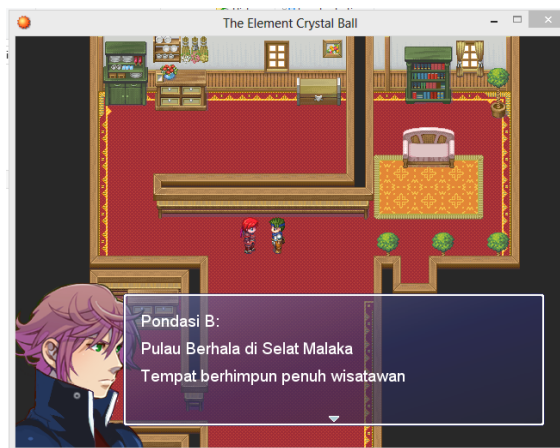 The Element Crystal Ball
Pondasi B:
Pulau Berhala di Selat Malaka
Tempat berhimpun penuh wisatawan